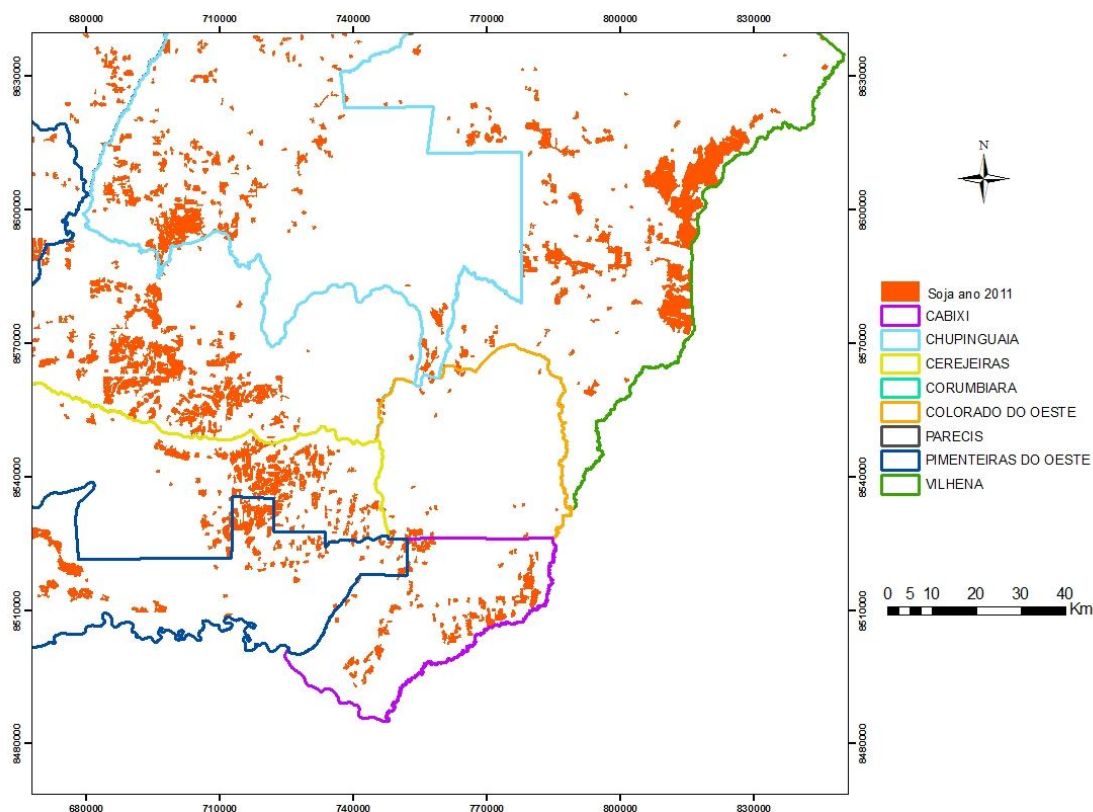 680000 710000 740000 770000 800000 830000
8630000 8630000
8600000 8600000
8570000 8570000
8540000 8540000
8510000 8510000
8480000 8480000
680000 710000 740000 770000 800000 830000
N
Soja ano 2011
CABIXI
CHUPINGUAIA
CEREJEIRAS
CORUMBIARA
COLORADO DO OESTE
PARECIS
PIMENTEIRAS DO OESTE
VILHENA
0 5 10 20 30 40
Km